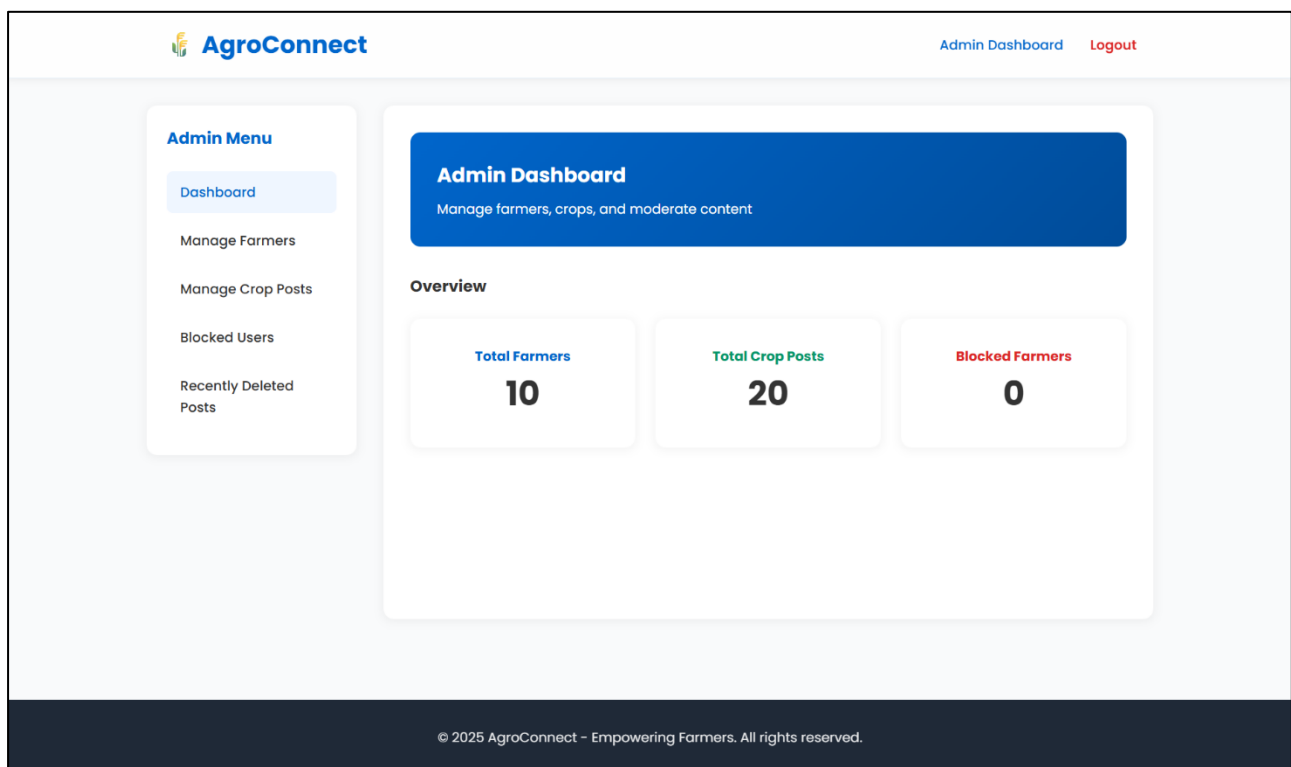 AgroConnect
Admin Dashboard
Logout
Admin Menu
Dashboard
Manage Farmers
Manage Crop Posts
Blocked Users
Recently Deleted
Posts
Admin Dashboard
Manage farmers, crops, and moderate content
Overview
Total Farmers
10
Total Crop Posts
20
Blocked Farmers
0
© 2025 AgroConnect - Empowering Farmers. All rights reserved.